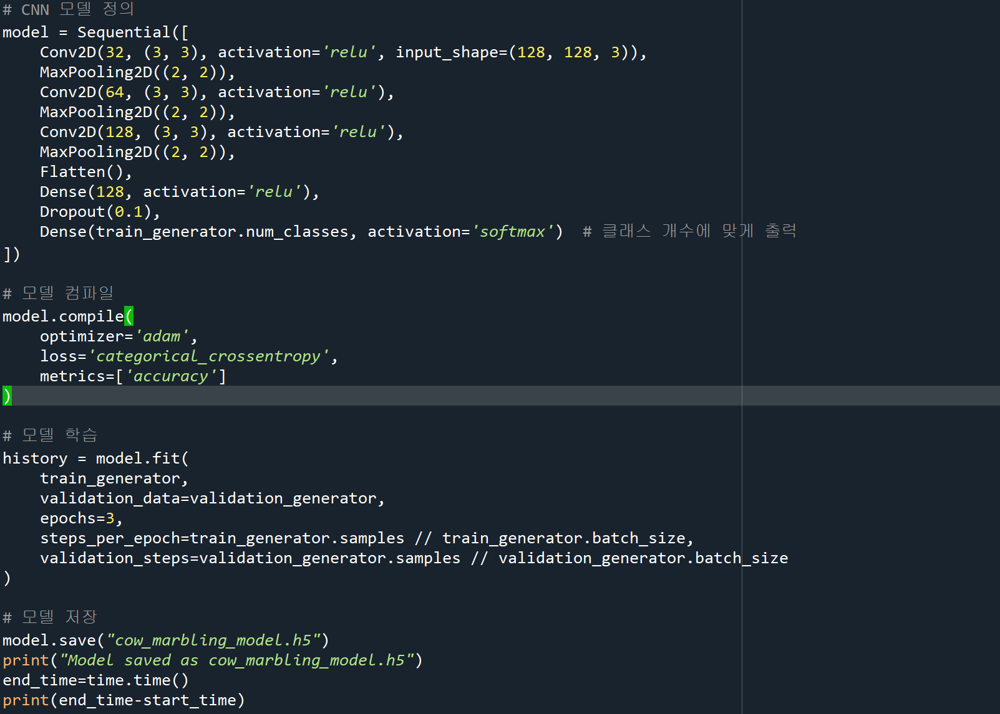 # CNN 모델 정의
model = Sequential([
    Conv2D(32, (3, 3), activation='relu', input_shape=(128, 128, 3)),
    MaxPooling2D((2, 2)),
    Conv2D(64, (3, 3), activation='relu'),
    MaxPooling2D((2, 2)),
    Conv2D(128, (3, 3), activation='relu'),
    MaxPooling2D((2, 2)),
    Flatten(),
    Dense(128, activation='relu'),
    Dropout(0.1),
    Dense(train_generator.num_classes, activation='softmax')  # 클래스 개수에 맞게 출력
])

# 모델 컴파일
model.compile(
    optimizer='adam',
    loss='categorical_crossentropy',
    metrics=['accuracy']
)

# 모델 학습
history = model.fit(
    train_generator,
    validation_data=validation_generator,
    epochs=3,
    steps_per_epoch=train_generator.samples // train_generator.batch_size,
    validation_steps=validation_generator.samples // validation_generator.batch_size
)

# 모델 저장
model.save("cow_marbling_model.h5")
print("Model saved as cow_marbling_model.h5")
end_time=time.time()
print(end_time-start_time)